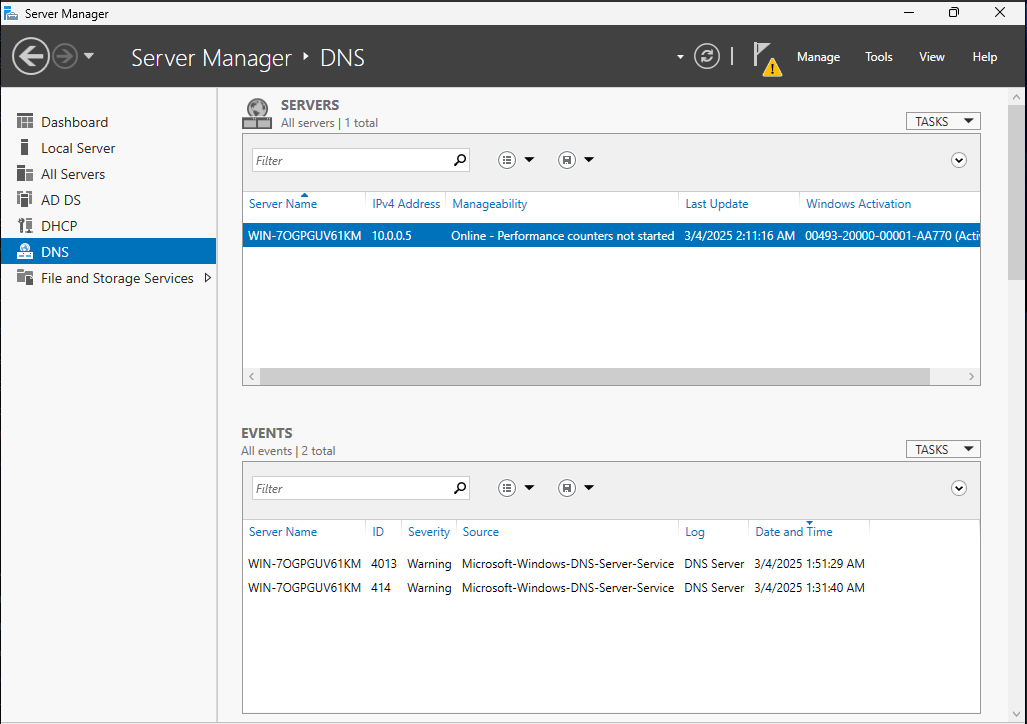 Server Manager
Server Manager ‣ DNS
Manage Tools View Help
Dashboard
Local Server
All Servers
AD DS
DHCP
DNS
File and Storage Services
SERVERS
All servers | 1 total
TASKS
Filter
Server Name IPv4 Address Manageability Last Update Windows Activation
WIN-7OGPGUV61KM 10.0.0.5 Online - Performance counters not started 3/4/2025 2:11:16 AM 00493-20000-00001-AA770 (Acti
EVENTS
All events | 2 total
TASKS
Filter
Server Name ID Severity Source Log Date and Time
WIN-7OGPGUV61KM 4013 Warning Microsoft-Windows-DNS-Server-Service DNS Server 3/4/2025 1:51:29 AM
WIN-7OGPGUV61KM 414 Warning Microsoft-Windows-DNS-Server-Service DNS Server 3/4/2025 1:31:40 AM